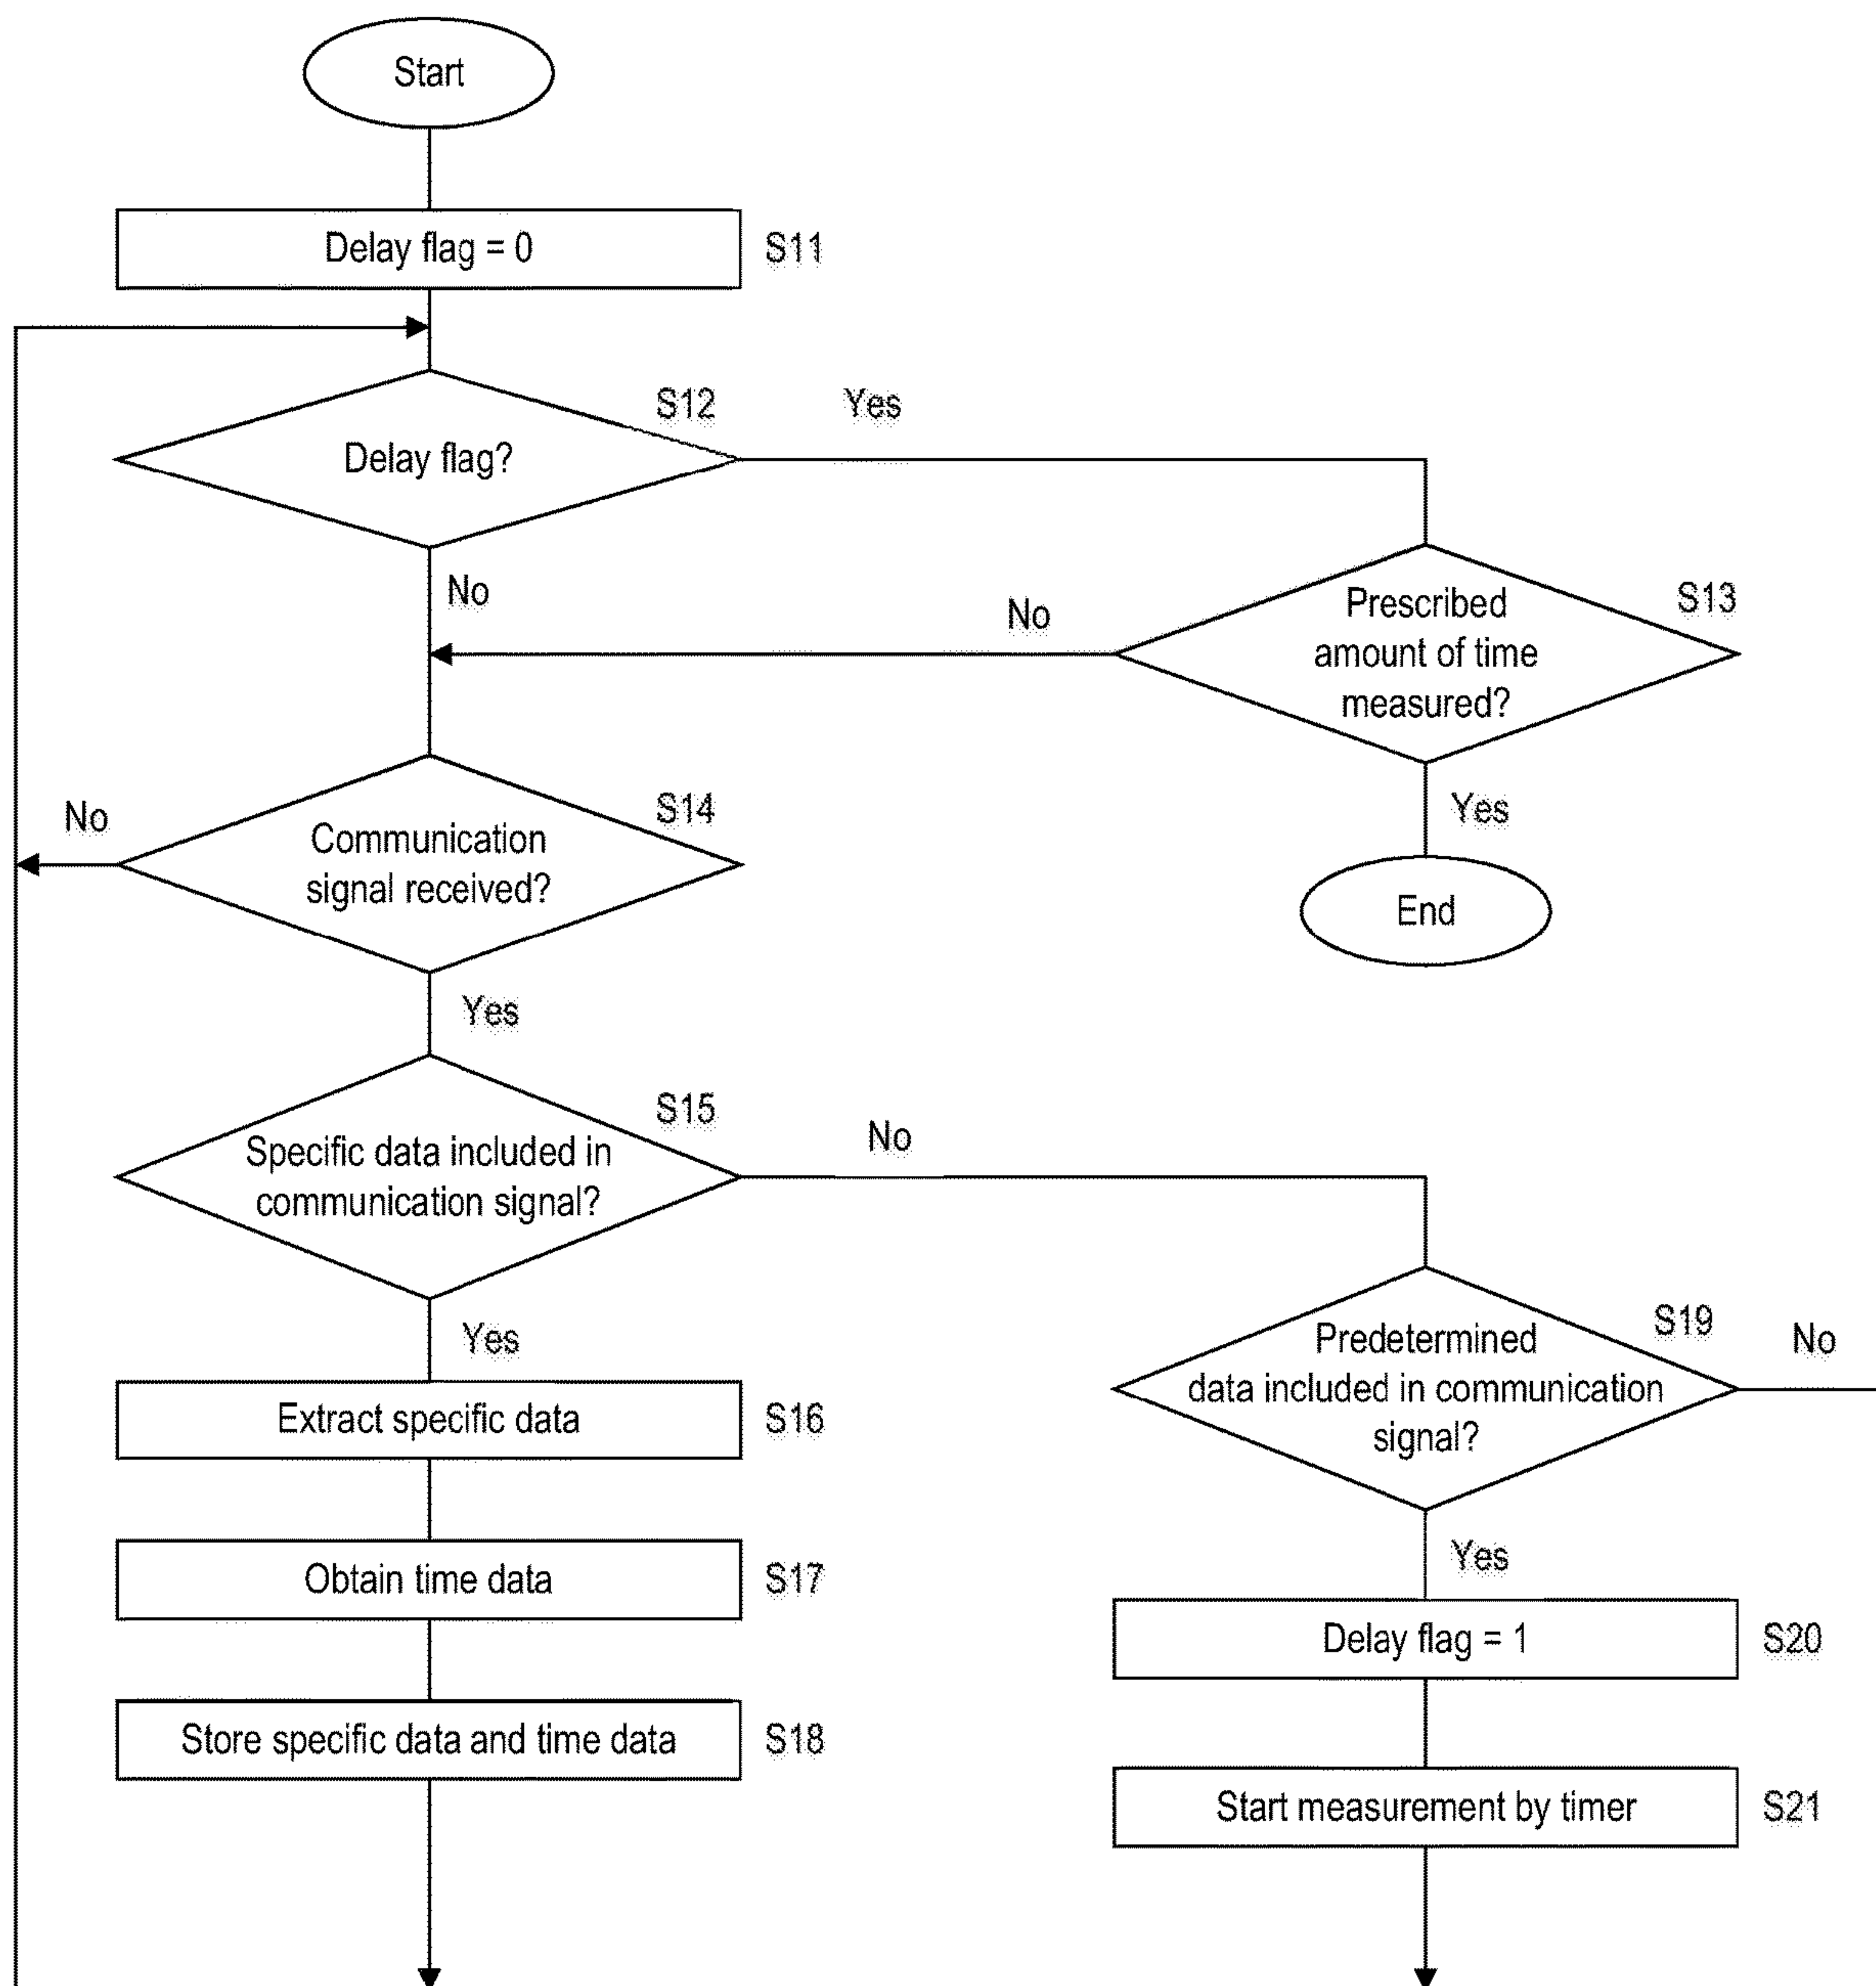 Start
Delay flag = 0
S11
Delay flag?
S12
Yes
No
Prescribed
amount of time
measured?
S13
No
Yes
End
Communication
signal received?
S14
No
Yes
Specific data included in
communication signal?
S15
No
Yes
Extract specific data
S16
Obtain time data
S17
Store specific data and time data
S18
Predetermined
data included in communication
signal?
S19
No
Yes
Delay flag = 1
S20
Start measurement by timer
S21